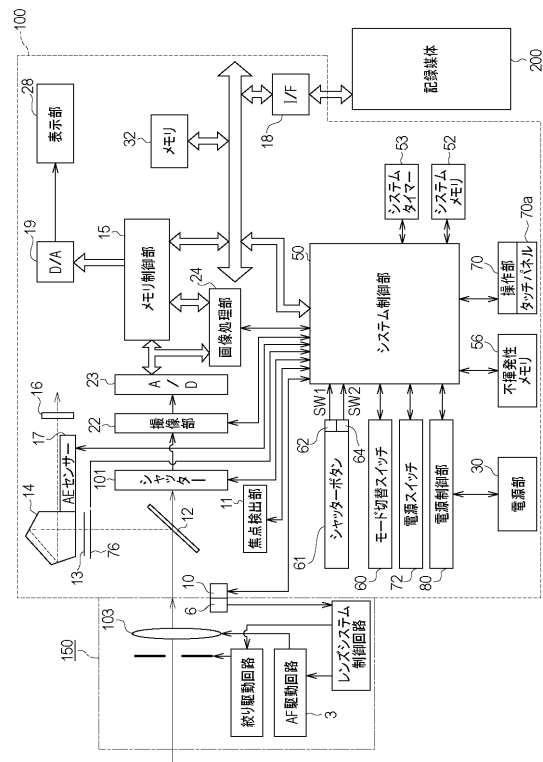 100
28
表示部
19
D/A
32
メモリ
15
メモリ制御部
24
画像処理部
23
A/D
22
撮像部
16
17
AEセンサー
14
13
76
101
シャッター
12
11
焦点検出部
18
I/F
200
記録媒体
53
システム
タイマー
52
システム
メモリ
50
システム制御部
70
操作部
70a
タッチパネル
56
不揮発性
メモリ
SW1
SW2
62
64
61
シャッターボタン
60
モード切替スイッチ
72
電源スイッチ
80
電源制御部
30
電源部
10
6
150
103
絞り駆動回路
AF駆動回路
3
レンズシステム
制御回路